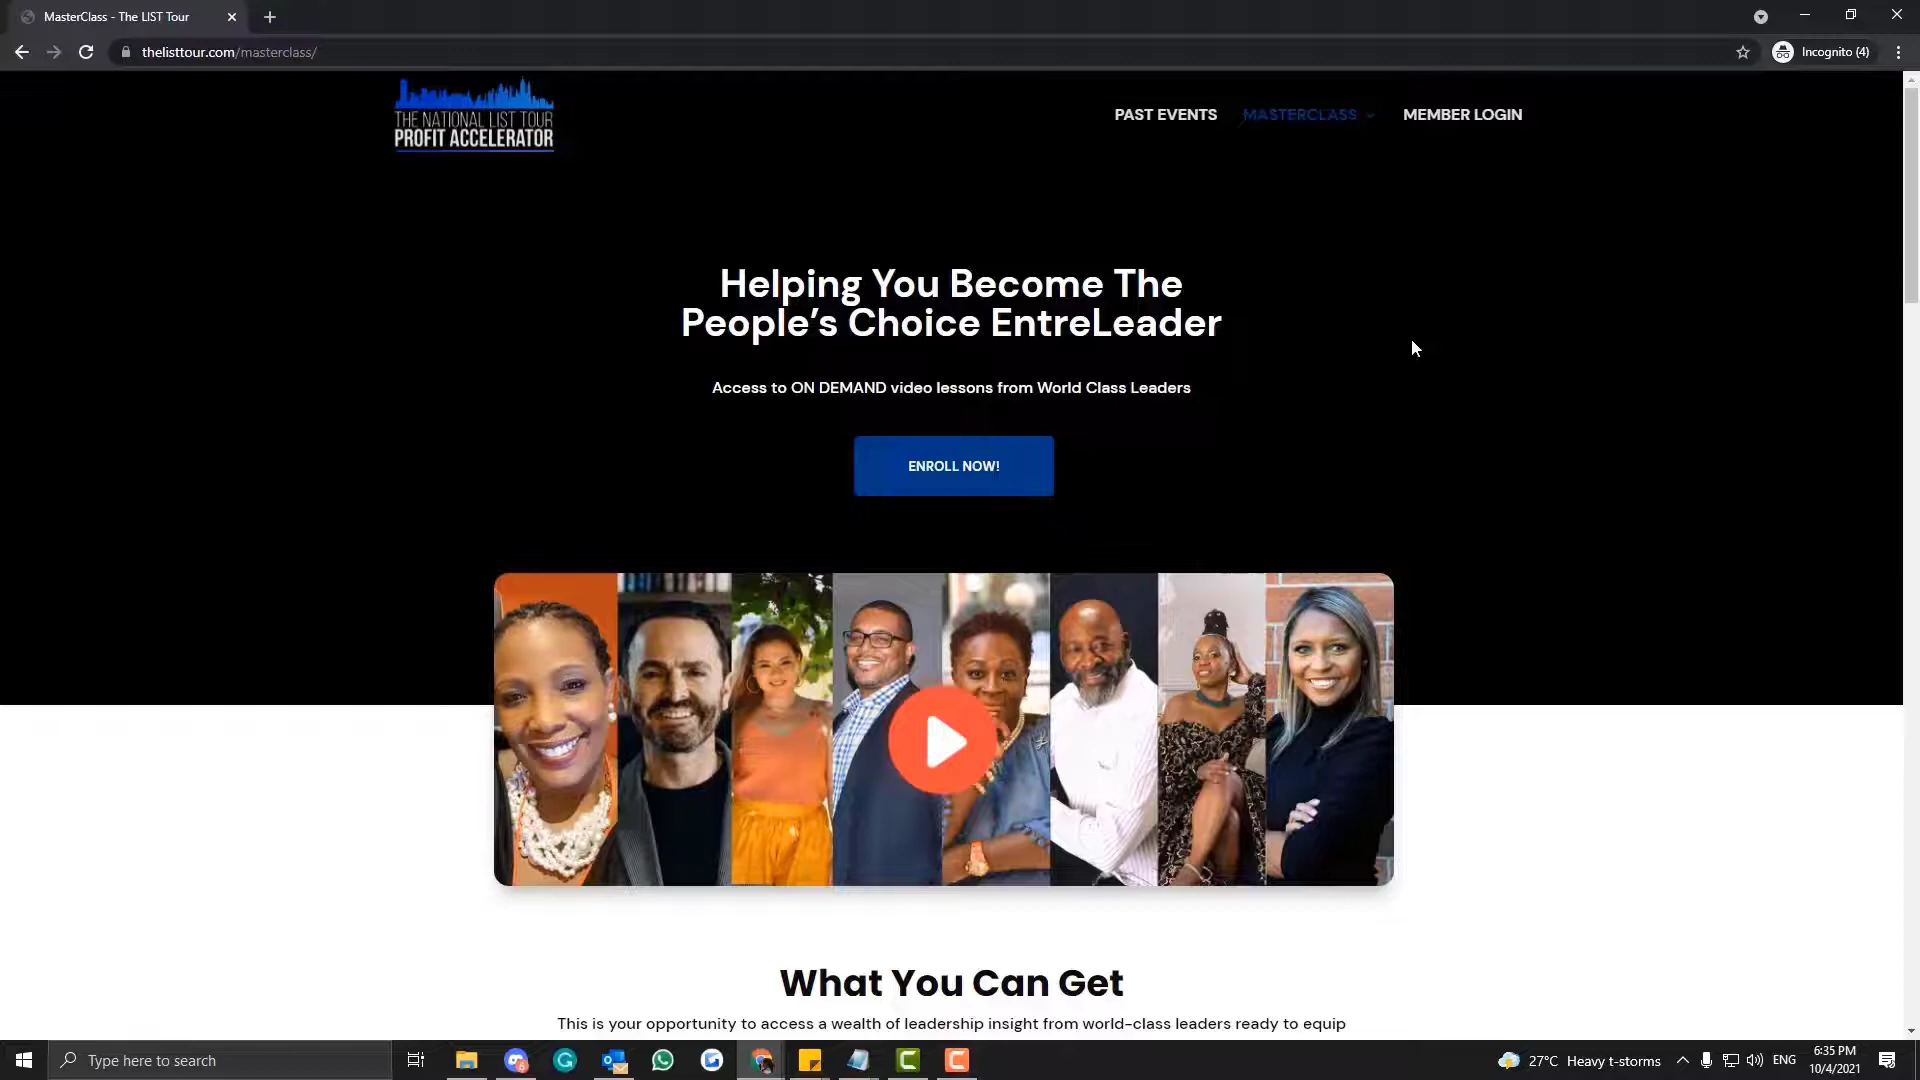 MasterClass - The LIST Tour
thelisttour.com/masterclass/
Incognito (4)
THE NATIONAL LIST TOUR
PROFIT ACCELERATOR
PAST EVENTS
MASTERCLASS
MEMBER LOGIN
Helping You Become The
People’s Choice EntreLeader
Access to ON DEMAND video lessons from World Class Leaders
ENROLL NOW!
What You Can Get
This is your opportunity to access a wealth of leadership insight from world-class leaders ready to equip
Type here to search
27°C Heavy t-storms
ENG
6:35 PM
10/4/2021